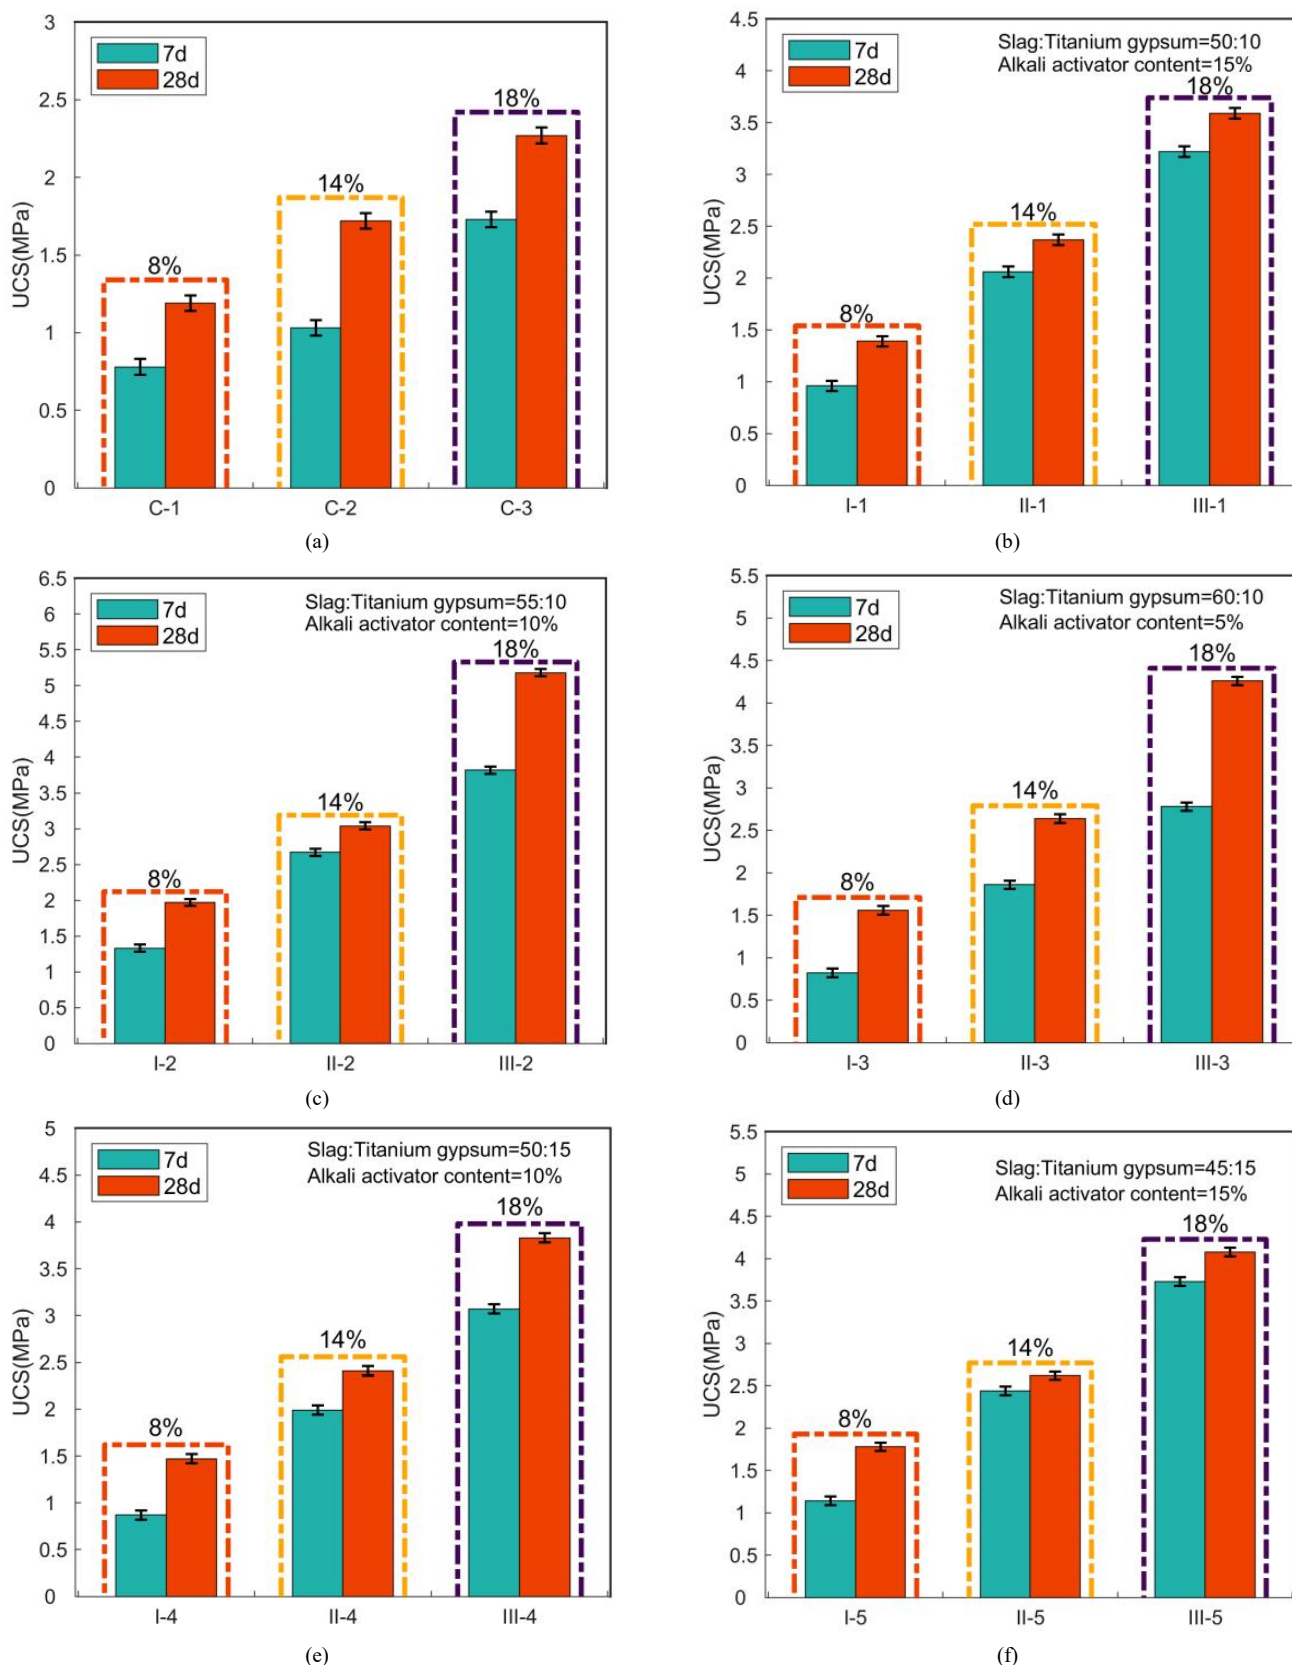 3
2.5
2
1.5
1
0.5
0
UCS(MPa)
7d
28d
8%
14%
18%
C-1
C-2
C-3
(a)
4.5
4
3.5
3
2.5
2
1.5
1
0.5
0
UCS(MPa)
7d
28d
Slag:Titanium gypsum=50:10
Alkali activator content=15%
8%
14%
18%
I-1
II-1
III-1
(b)
6.5
6
5.5
5
4.5
4
3.5
3
2.5
2
1.5
1
0.5
0
UCS(MPa)
7d
28d
Slag:Titanium gypsum=55:10
Alkali activator content=10%
8%
14%
18%
I-2
II-2
III-2
(c)
5.5
5
4.5
4
3.5
3
2.5
2
1.5
1
0.5
0
UCS(MPa)
7d
28d
Slag:Titanium gypsum=60:10
Alkali activator content=5%
8%
14%
18%
I-3
II-3
III-3
(d)
5
4.5
4
3.5
3
2.5
2
1.5
1
0.5
0
UCS(MPa)
7d
28d
Slag:Titanium gypsum=50:15
Alkali activator content=10%
8%
14%
18%
I-4
II-4
III-4
(e)
5.5
5
4.5
4
3.5
3
2.5
2
1.5
1
0.5
0
UCS(MPa)
7d
28d
Slag:Titanium gypsum=45:15
Alkali activator content=15%
8%
14%
18%
I-5
II-5
III-5
(f)